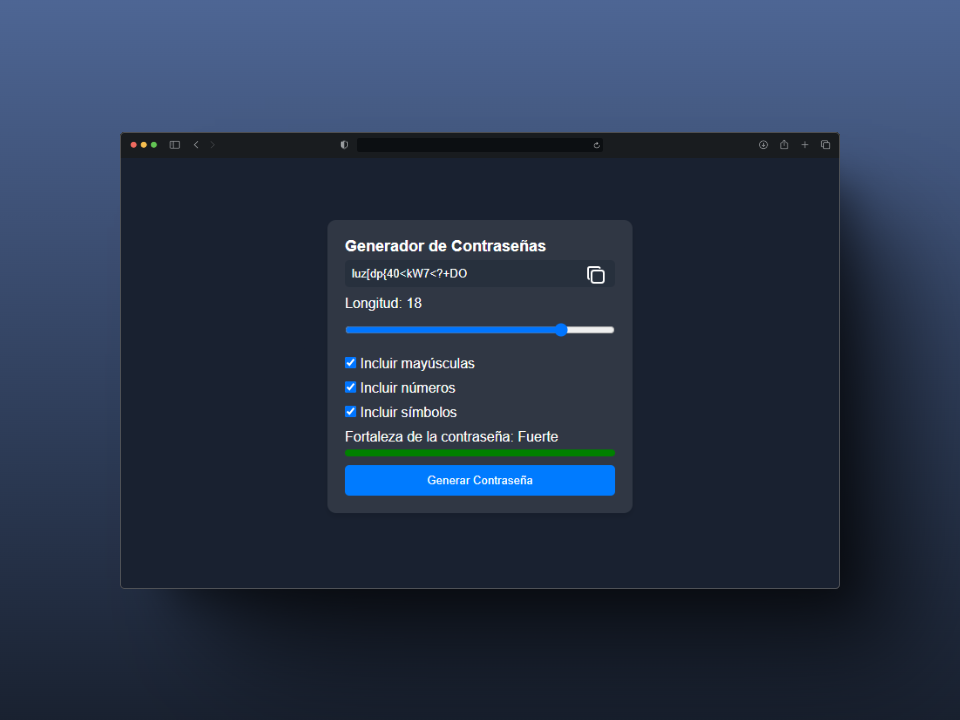 Generador de Contraseñas
luz[dp{40<kW7<?+DO
Longitud: 18
Incluir mayúsculas
Incluir números
Incluir símbolos
Fortaleza de la contraseña: Fuerte
Generar Contraseña